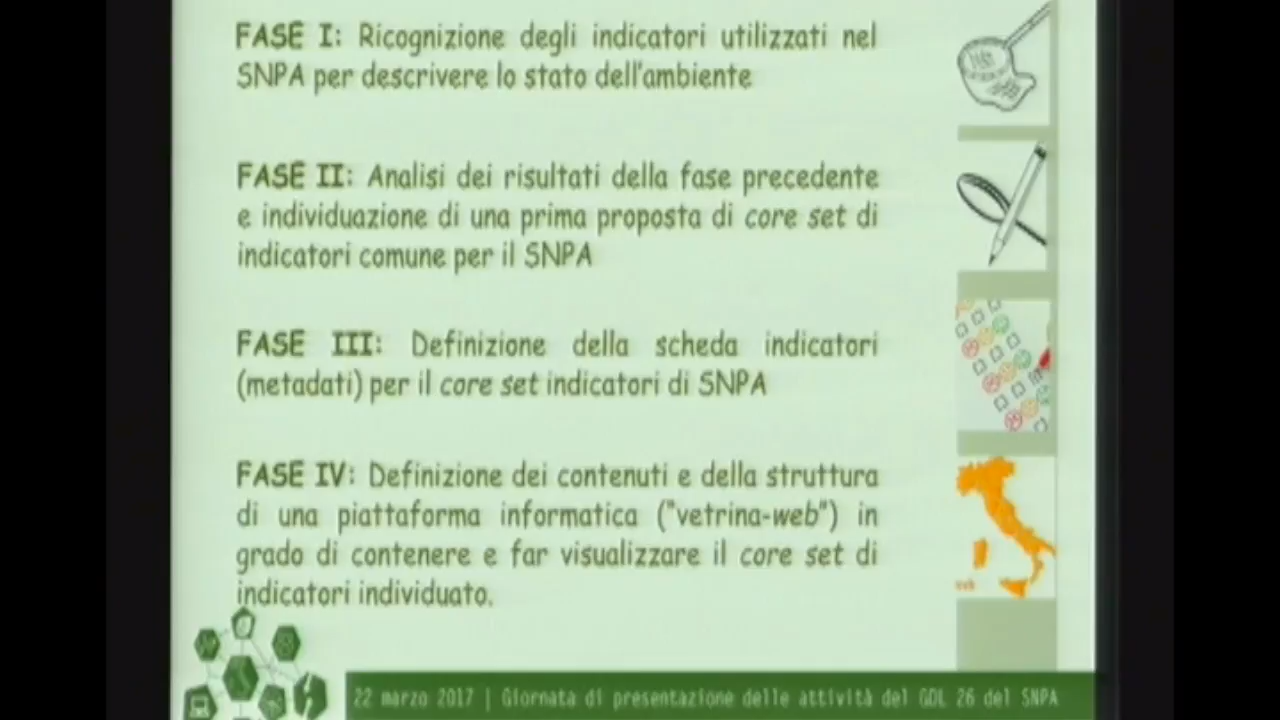 FASE I: Ricognizione degli indicatori utilizzati nel
SNPA per descrivere lo stato dell'ambiente
FASE II: Analisi dei risultati della fase precedente
e individuazione di una prima proposta di core set di
indicatori comune per il SNPA
FASE III: Definizione della scheda indicatori
(metadati) per il core set indicatori di SNPA
FASE IV: Definizione dei contenuti e della struttura
di una piattaforma informatica ("vetrina-web") in
grado di contenere e far visualizzare il core set di
indicatori individuato.
22 marzo 2017 | Giornata di presentazione delle attività del GDL 26 del SNPA